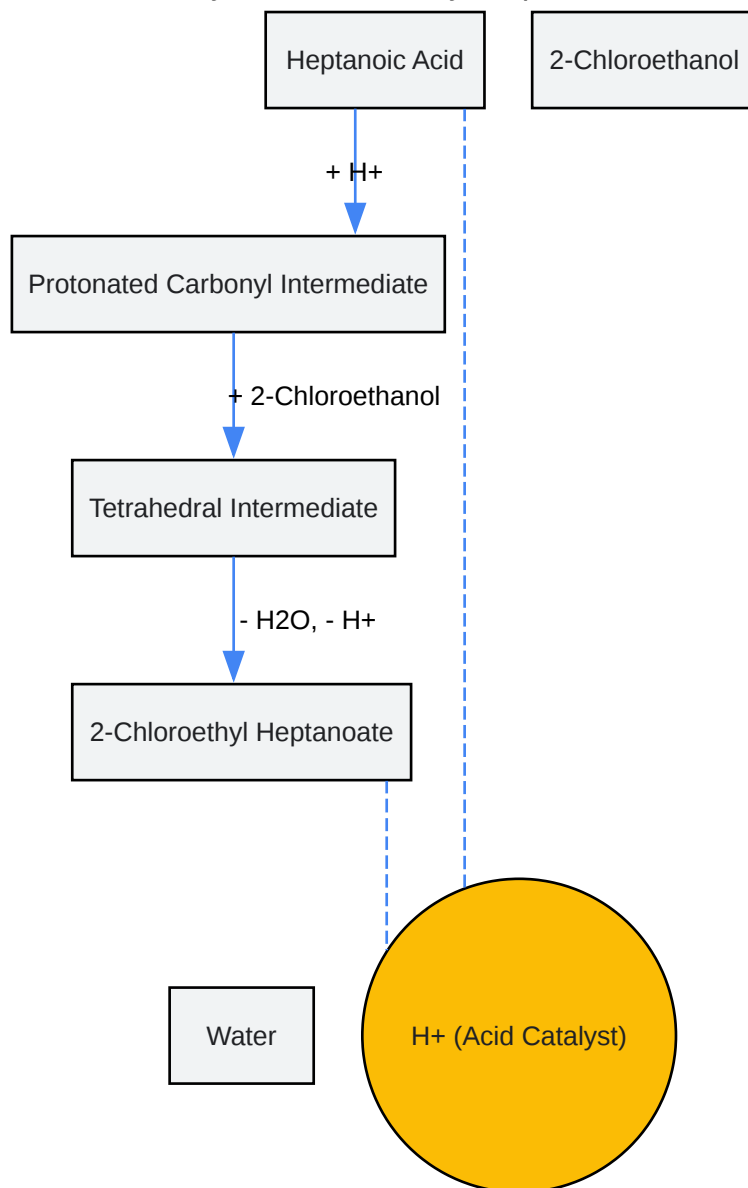 Heptanoic Acid
2-Chloroethanol
+ H+
Protonated Carbonyl Intermediate
+ 2-Chloroethanol
Tetrahedral Intermediate
- H2O, - H+
2-Chloroethyl Heptanoate
Water
H+ (Acid Catalyst)